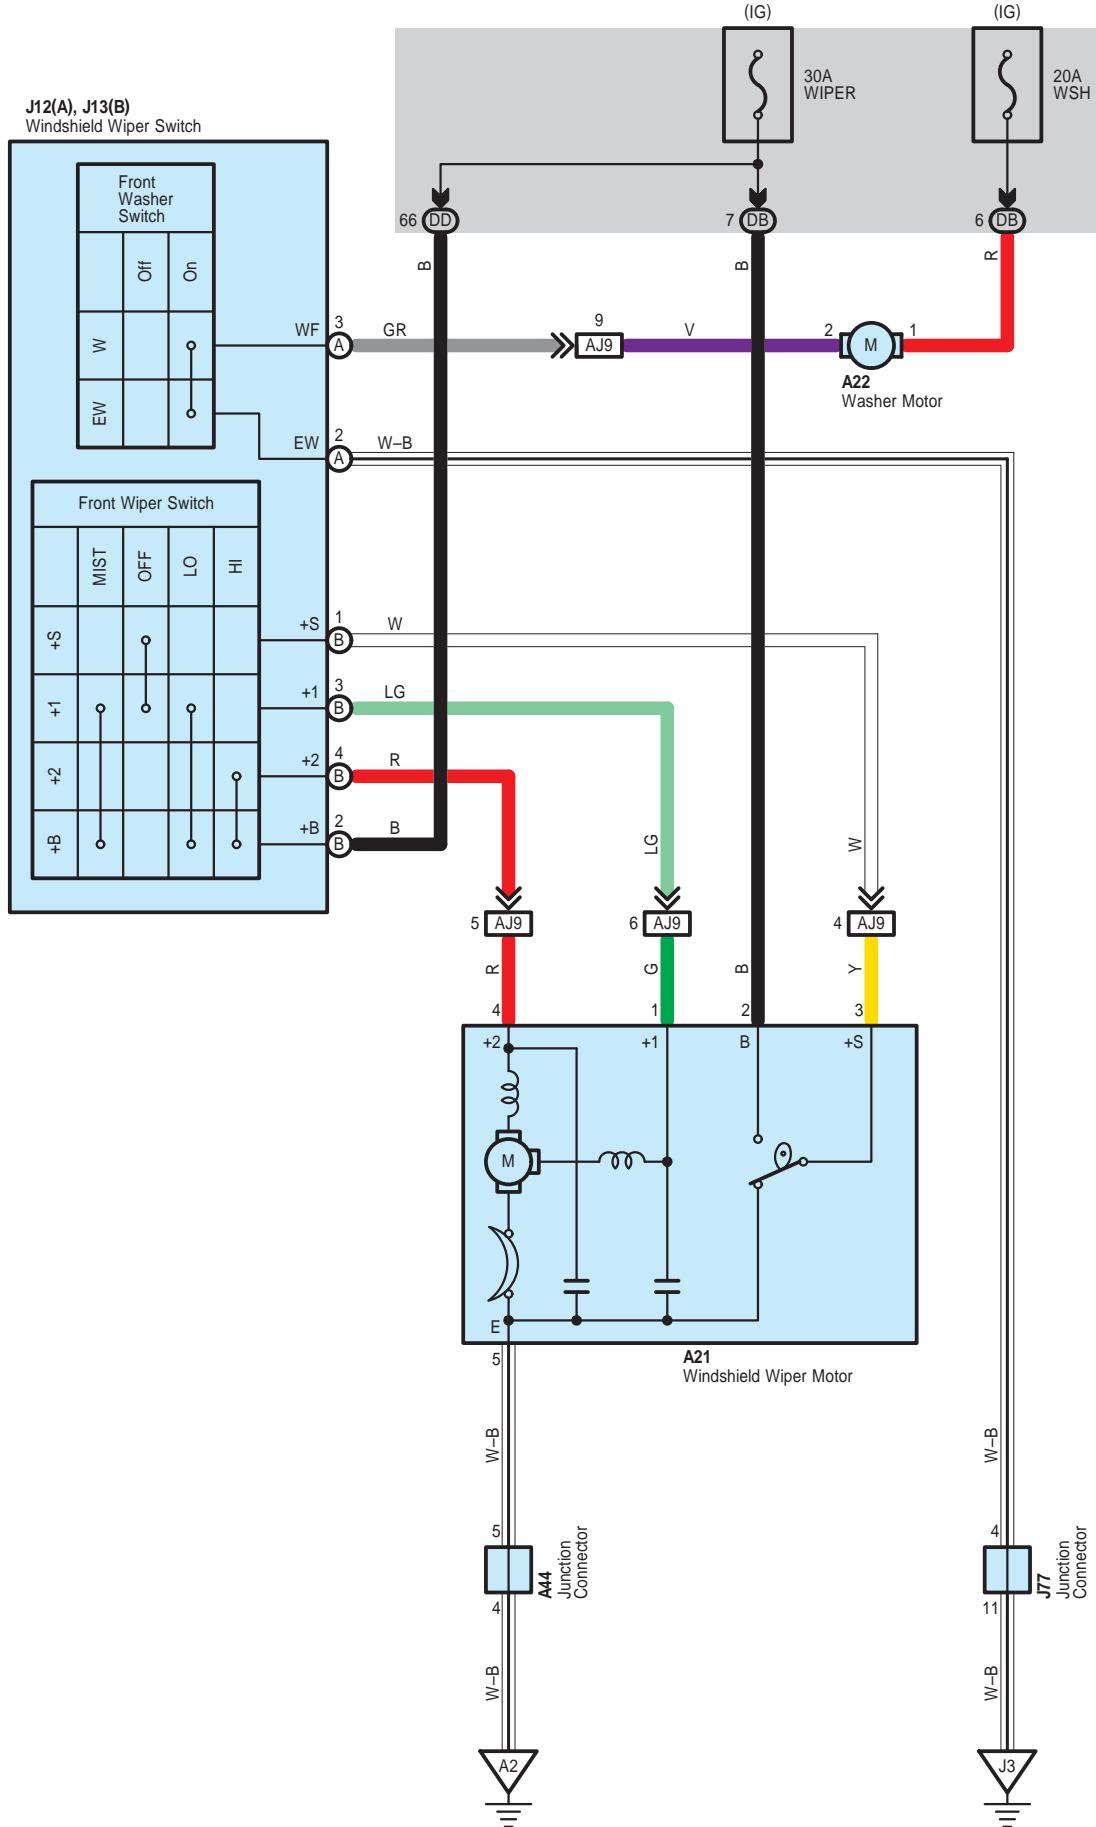 (IG)
(IG)
30A
WIPER
20A
WSH
J12(A), J13(B)
Windshield Wiper Switch
Front
Washer
Switch
Off
On
W
EW
66 DD
7 DB
6 DB
B
B
R
WF
3
A
GR
9
AJ9
V
2
M
1
A22
Washer Motor
EW
2
A
W–B
Front Wiper Switch
MIST
OFF
LO
HI
+S
+1
+2
+B
+S
1
B
W
+1
3
B
LG
+2
4
B
R
+B
2
B
B
LG
W
5 AJ9
6 AJ9
4 AJ9
R
G
B
Y
4
1
2
3
+2
+1
B
+S
M
E
5
A21
Windshield Wiper Motor
W–B
W–B
5
A44
Junction
Connector
4
4
J77
Junction
Connector
11
W–B
W–B
A2
J3